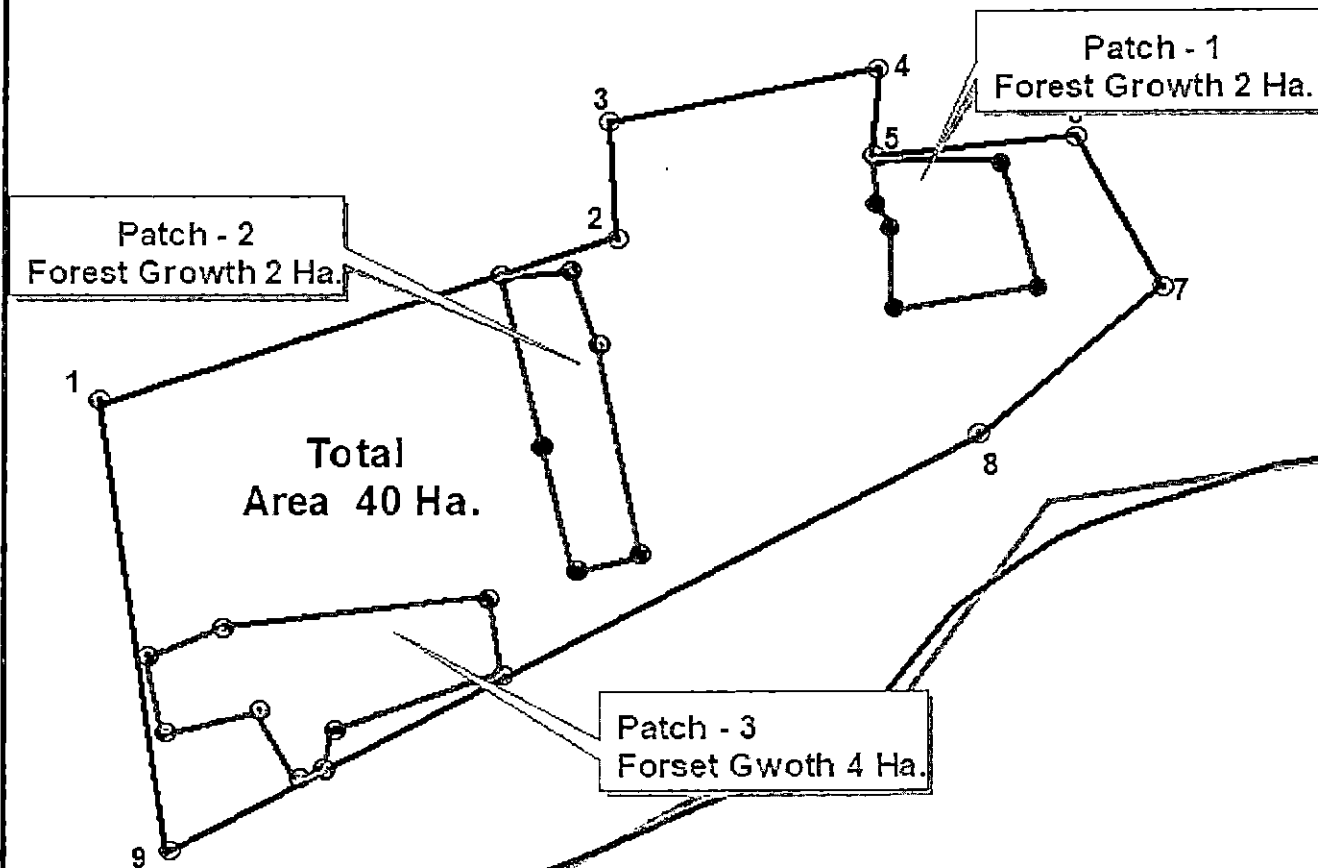 4
Patch - 1
Forest Growth 2 Ha.
3
5
2
Patch - 2
Forest Growth 2 Ha.
7
1
Total
Area 40 Ha.
8
Patch - 3
Forset Gwoth 4 Ha.
9